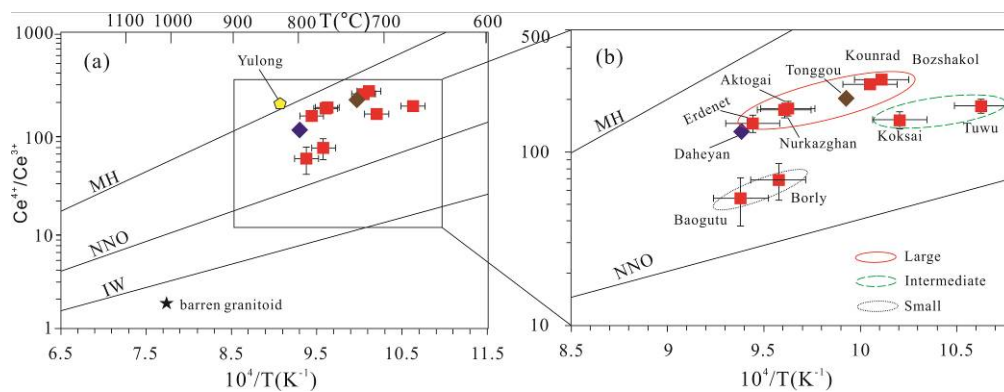 1100 1000 900 800 T(°C) 700 600
(a)
Yulong
1000
100
10
1
Ce4+/Ce3+
MH
NNO
IW
barren granitoid
6.5 7.5 8.5 9.5 10.5 11.5
10⁴/T(K⁻¹)
500
100
10
(b)
Kounrad Bozshakol
Tonggou
Aktogai
Erdenet
MH
Daheyan
Nurkazghan
Koksai
Tuwu
Baogutu
Borly
NNO
Large
Intermediate
Small
8.5 9.5 10 10.5
10⁴/T(K⁻¹)